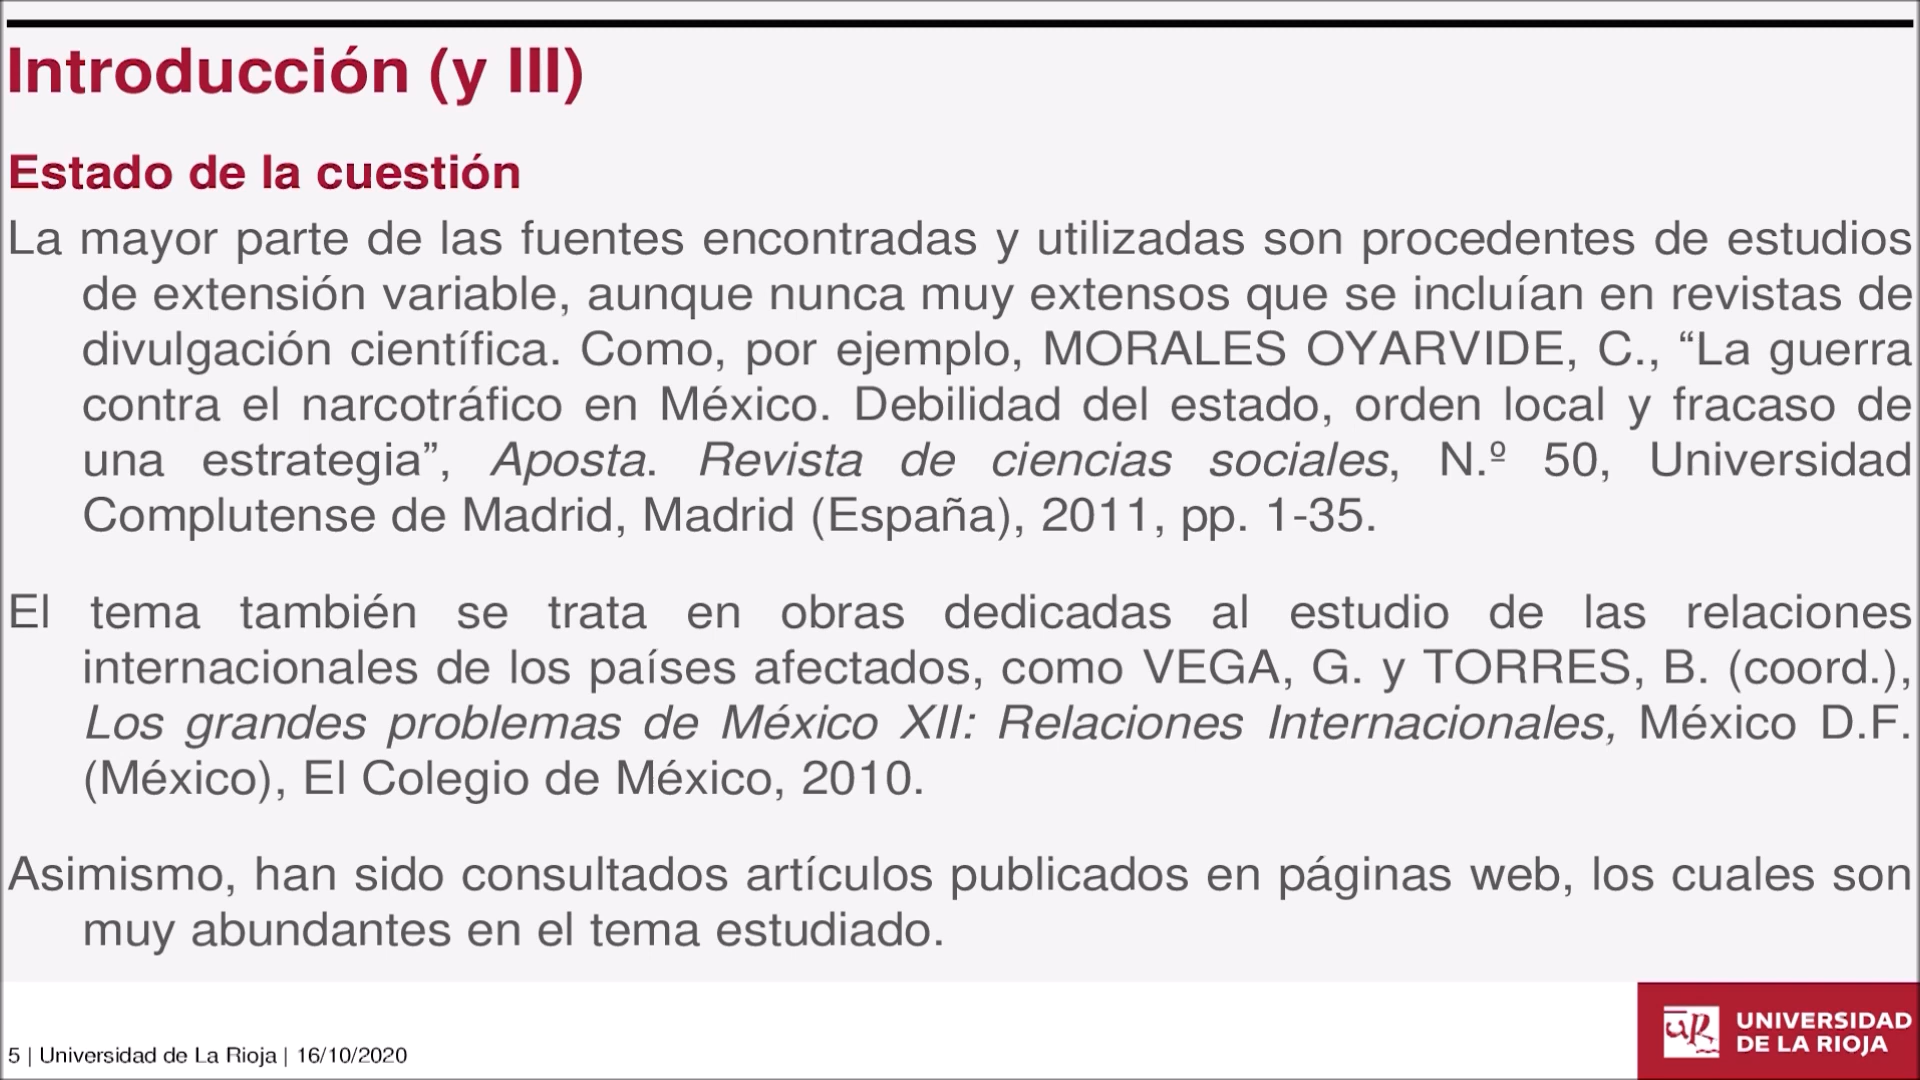 Introducción (y III)
Estado de la cuestión
La mayor parte de las fuentes encontradas y utilizadas son procedentes de estudios
de extensión variable, aunque nunca muy extensos que se incluían en revistas de
divulgación científica. Como, por ejemplo, MORALES OYARVIDE, C., “La guerra
contra el narcotráfico en México. Debilidad del estado, orden local y fracaso de
una estrategia”, Aposta. Revista de ciencias sociales, N.º 50, Universidad
Complutense de Madrid, Madrid (España), 2011, pp. 1-35.
El tema también se trata en obras dedicadas al estudio de las relaciones
internacionales de los países afectados, como VEGA, G. y TORRES, B. (coord.),
Los grandes problemas de México XII: Relaciones Internacionales, México D.F.
(México), El Colegio de México, 2010.
Asimismo, han sido consultados artículos publicados en páginas web, los cuales son
muy abundantes en el tema estudiado.
5 | Universidad de La Rioja | 16/10/2020
UNIVERSIDAD
DE LA RIOJA